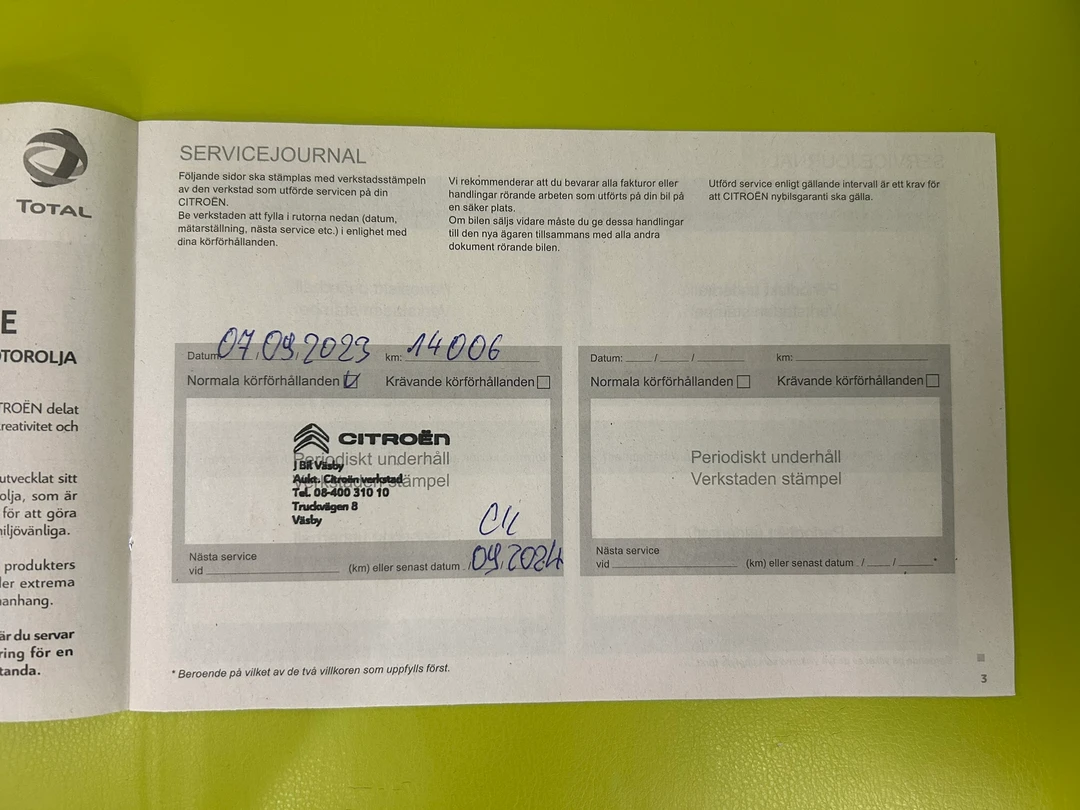 TOTAL
E
OTOROLJA
TROËN delat
reativitet och
utvecklat sitt
olja, som är
för att göra
miljövänliga.
produkters
ler extrema
nanhang.
är du servar
ring för en
tanda.
SERVICEJOURNAL
Följande sidor ska stämplas med verkstadsstämpeln
av den verkstad som utförde servicen på din
CITROËN.
Be verkstaden att fylla i rutorna nedan (datum,
mätarställning, nästa service etc.) i enlighet med
dina körförhållanden.
Vi rekommenderar att du bevarar alla fakturor eller
handlingar rörande arbeten som utförts på din bil på
en säker plats.
Om bilen säljs vidare måste du ge dessa handlingar
till den nya ägaren tillsammans med alla andra
dokument rörande bilen.
Utförd service enligt gällande intervall är ett krav för
att CITROËN nybilsgaranti ska gälla.
Datum 07.09.2023 km: 14006
Normala körförhållanden Krävande körförhållanden
CITROËN
Periodiskt underhåll
J Bil Väsby
Verkstaden stämpel
Aukt. Citroën verkstad
Tel. 08-400 310 10
Truckvägen 8
Väsby
CK
Nästa service
vid (km) eller senast datum 09.2024
Datum: / / km:
Normala körförhållanden Krävande körförhållanden
Periodiskt underhåll
Verkstaden stämpel
Nästa service
vid (km) eller senast datum / / *
* Beroende på vilket av de två villkoren som uppfylls först.
3